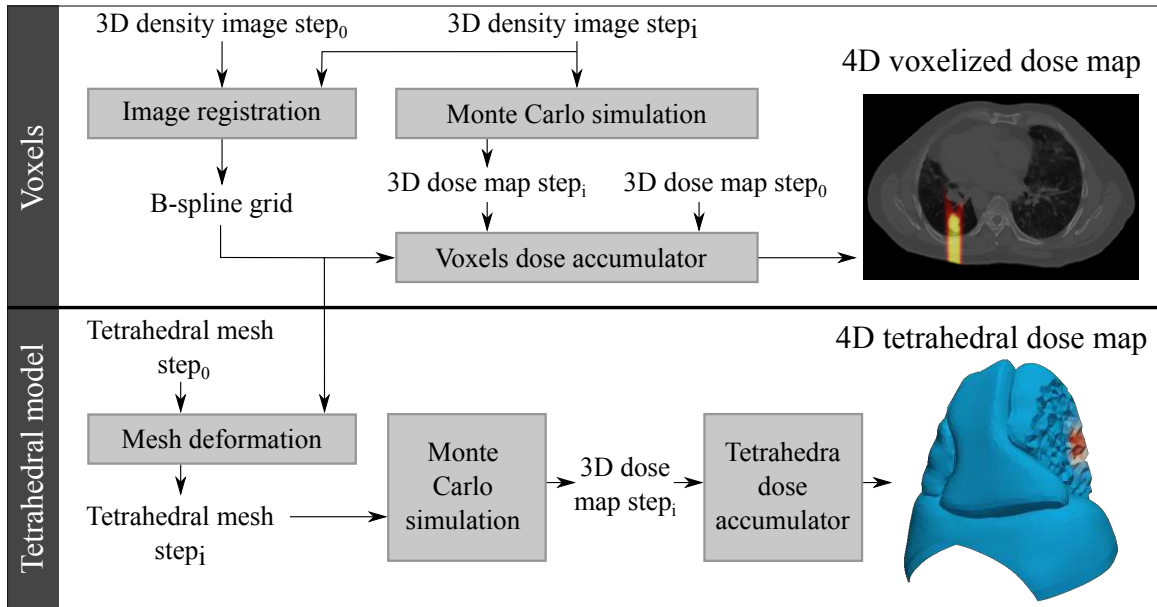 Voxels
3D density image step₀
3D density image stepᵢ
4D voxelized dose map
Image registration
Monte Carlo simulation
B-spline grid
3D dose map stepᵢ
3D dose map step₀
Voxels dose accumulator
Tetrahedral model
Tetrahedral mesh
step₀
4D tetrahedral dose map
Mesh deformation
Tetrahedral mesh
stepᵢ
Monte
Carlo
simulation
3D dose
map stepᵢ
Tetrahedra
dose
accumulator